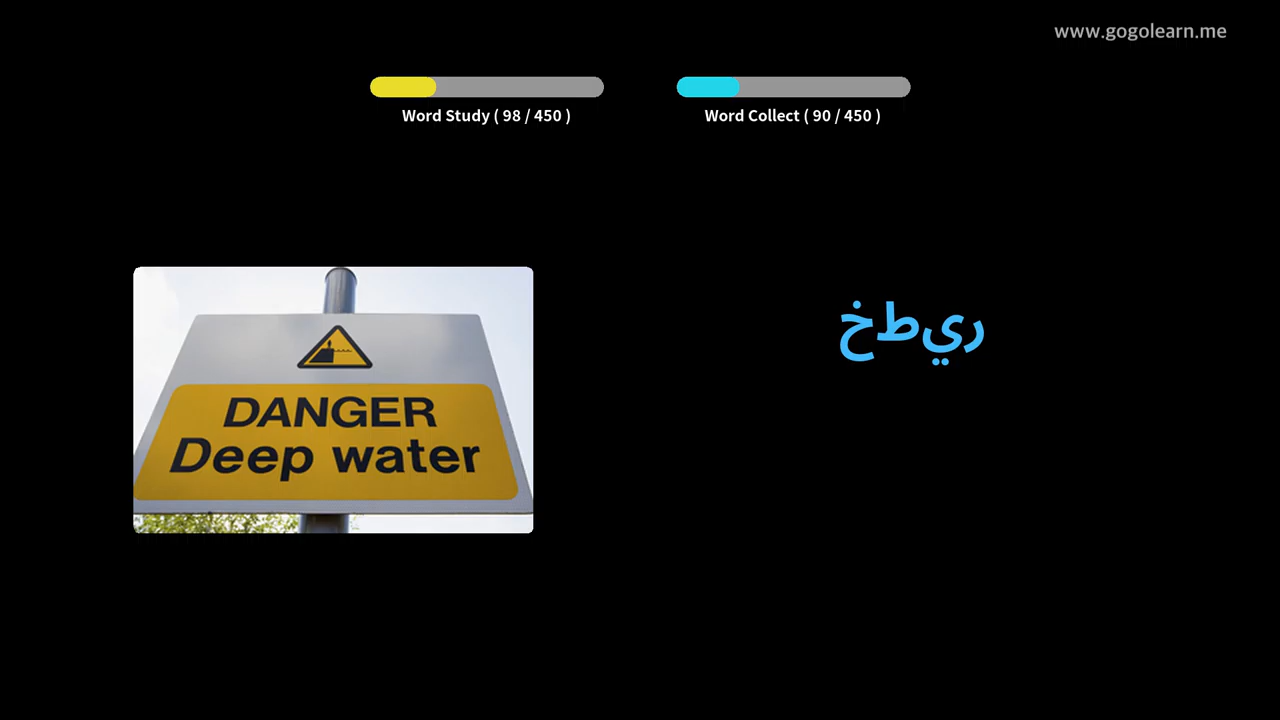 www.gogolearn.me
Word Study ( 98 / 450 )
Word Collect ( 90 / 450 )
DANGER
Deep water
خطير